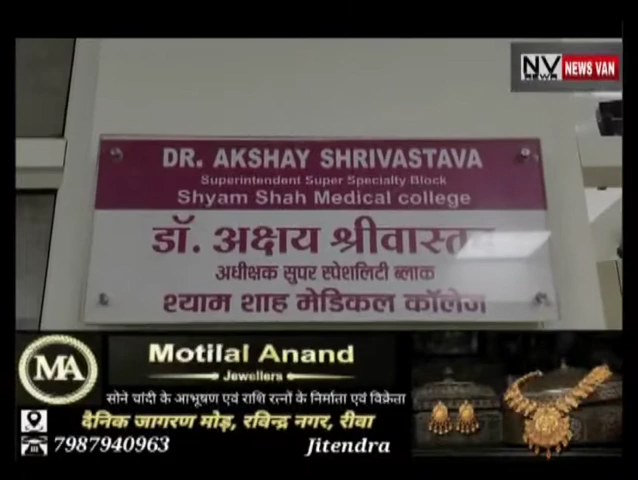 NV NEWS NEWS VAN
DR. AKSHAY SHRIVASTAVA
Superintendent Super Specialty Block
Shyam Shah Medical college
डॉ. अक्षय श्रीवास्तव
अधीक्षक सुपर स्पेशलिटी ब्लाक
श्याम शाह मेडिकल कॉलेज
MA
Motilal Anand
Jewellers
सोने चांदी के आभूषण एवं राशि रत्नों के निर्माता एवं विक्रेता
दैनिक जागरण मोड़, रविन्द्र नगर, रीवा
7987940963 Jitendra